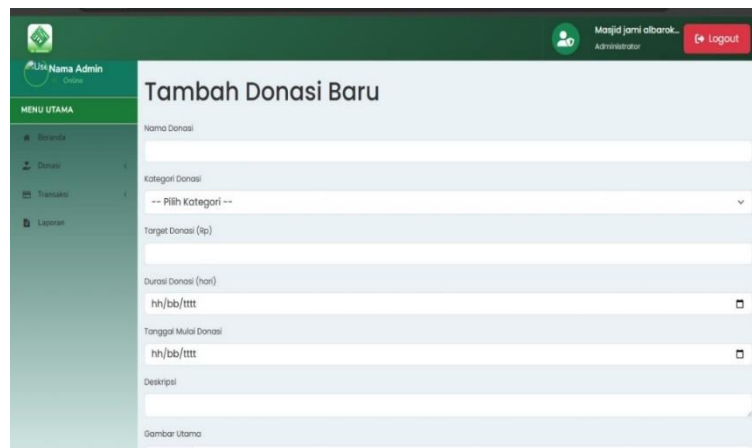 Masjid jami albarok...
Administrator
Logout
Nama Admin
Online
MENU UTAMA
Beranda
Donasi
Transaksi
Laporan
Tambah Donasi Baru
Nama Donasi
Kategori Donasi
-- Pilih Kategori --
Target Donasi (Rp)
Durasi Donasi (hari)
hh/bb/tttt
Tanggal Mulai Donasi
hh/bb/tttt
Deskripsi
Gambar Utama